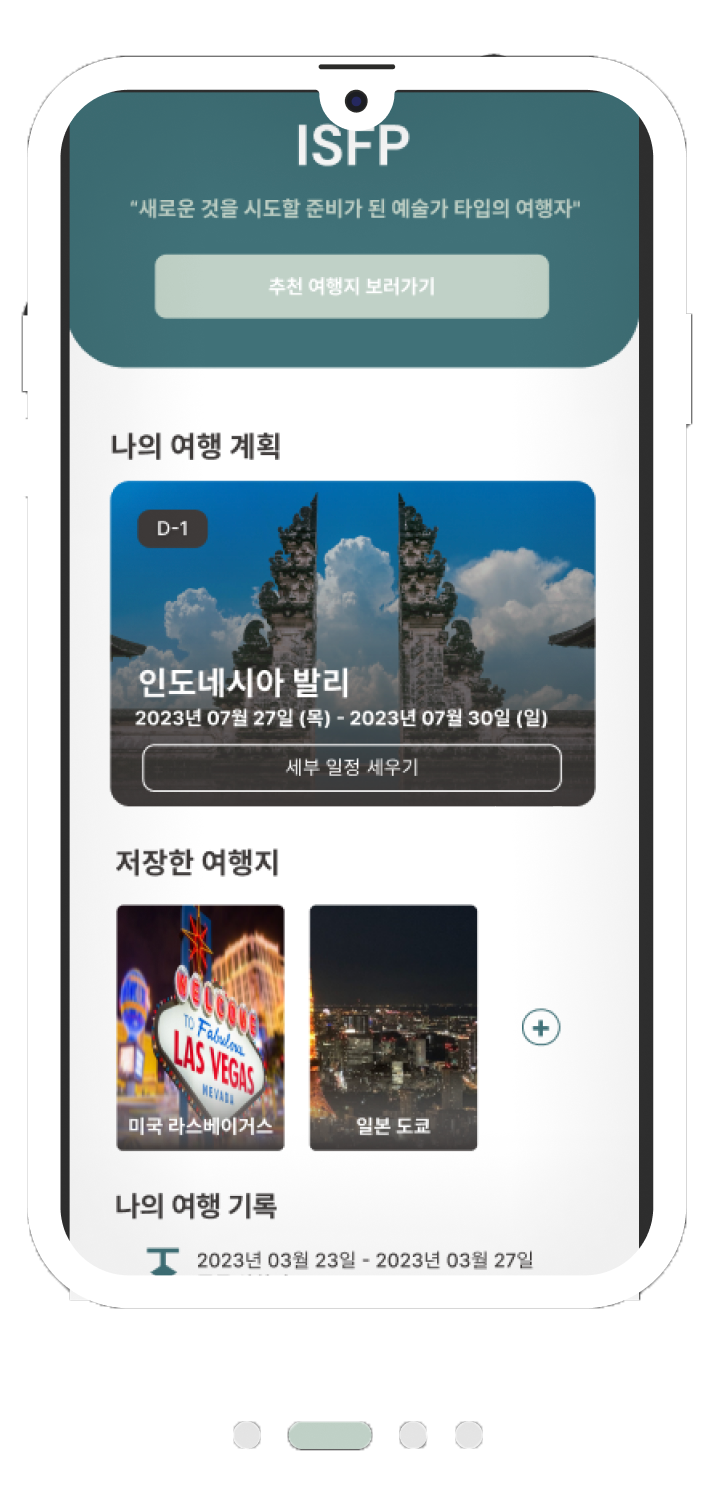 ISFP
“새로운 것을 시도할 준비가 된 예술가 타입의 여행자"
추천 여행지 보러가기
나의 여행 계획
D-1
인도네시아 발리
2023년 07월 27일 (목) - 2023년 07월 30일 (일)
세부 일정 세우기
저장한 여행지
WELCOME
TO Fabulous
LAS VEGAS
NEVADA
미국 라스베이거스
일본 도쿄
나의 여행 기록
2023년 03월 23일 - 2023년 03월 27일